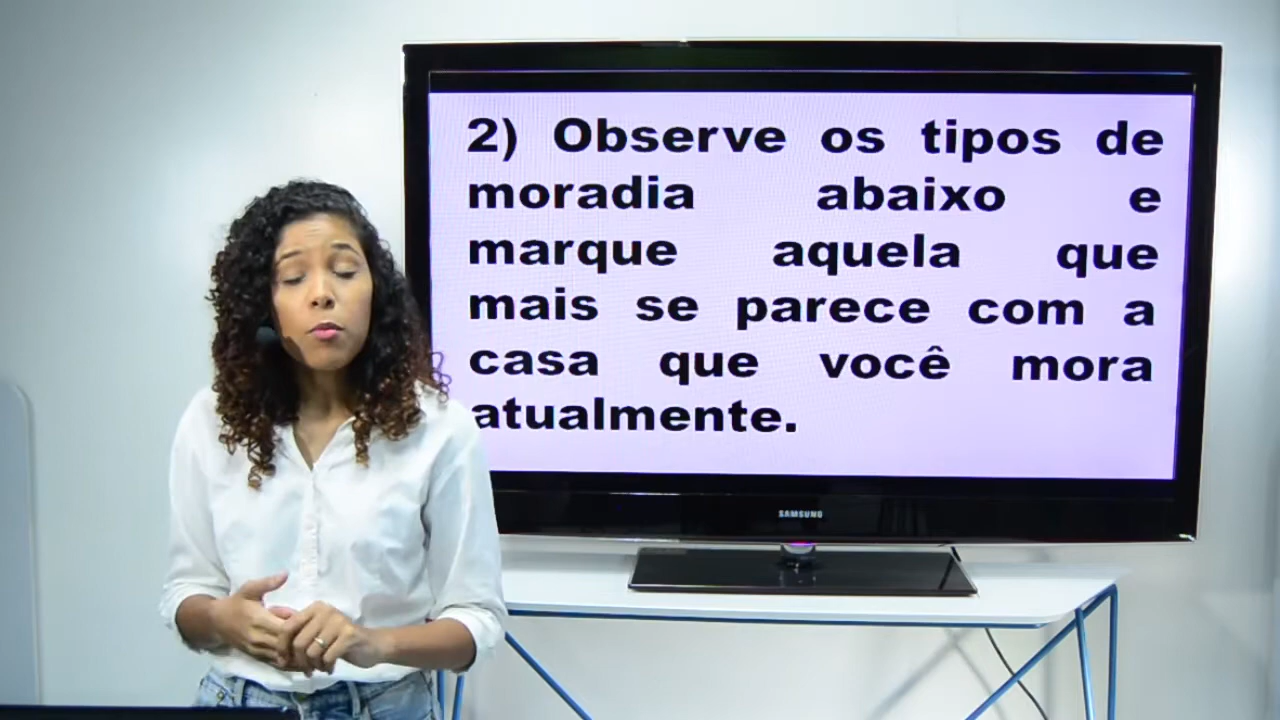 2) Observe os tipos de
moradia abaixo e
marque aquela que
mais se parece com a
casa que você mora
atualmente.
SAMSUNG